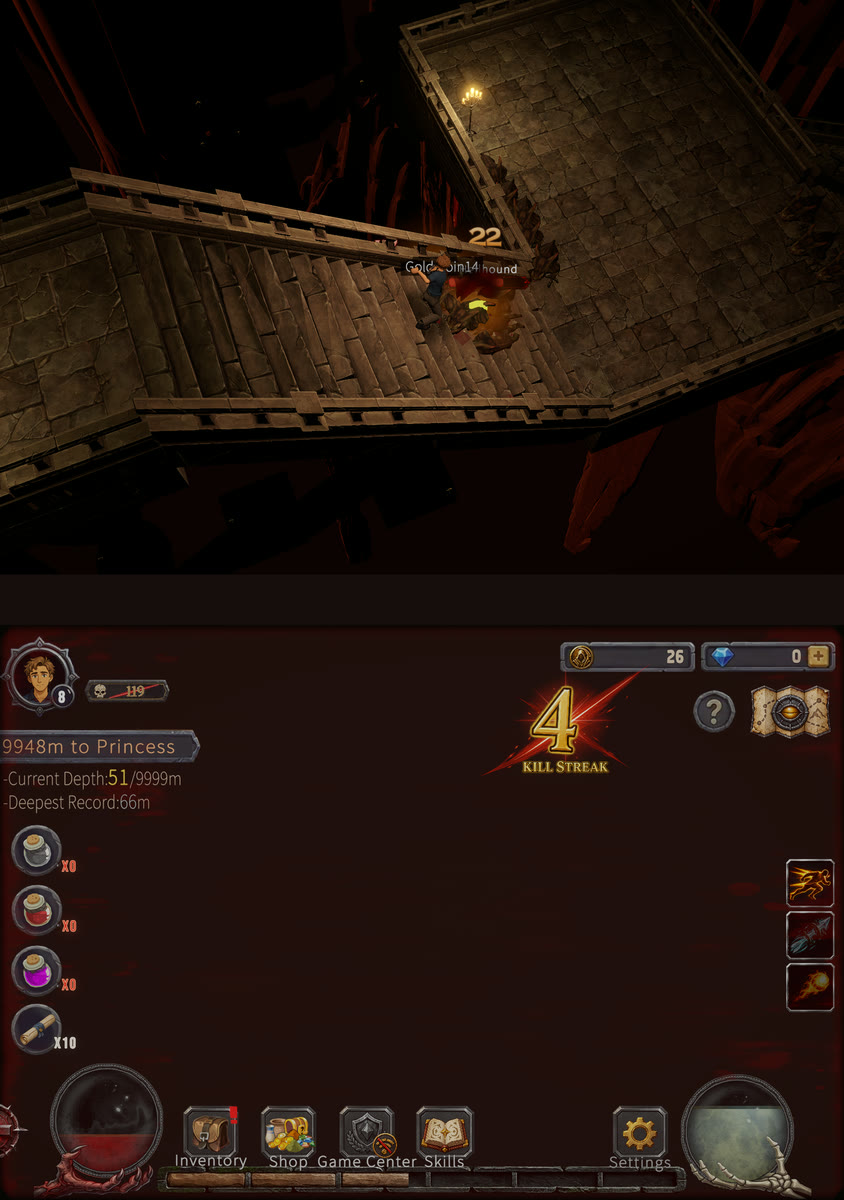 22
8
119
26
0
?
4
KILL STREAK
9948m to Princess
-Current Depth:51/9999m
-Deepest Record:66m
X0
X0
X0
X10
Inventory
Shop
Game Center
Skills
Settings